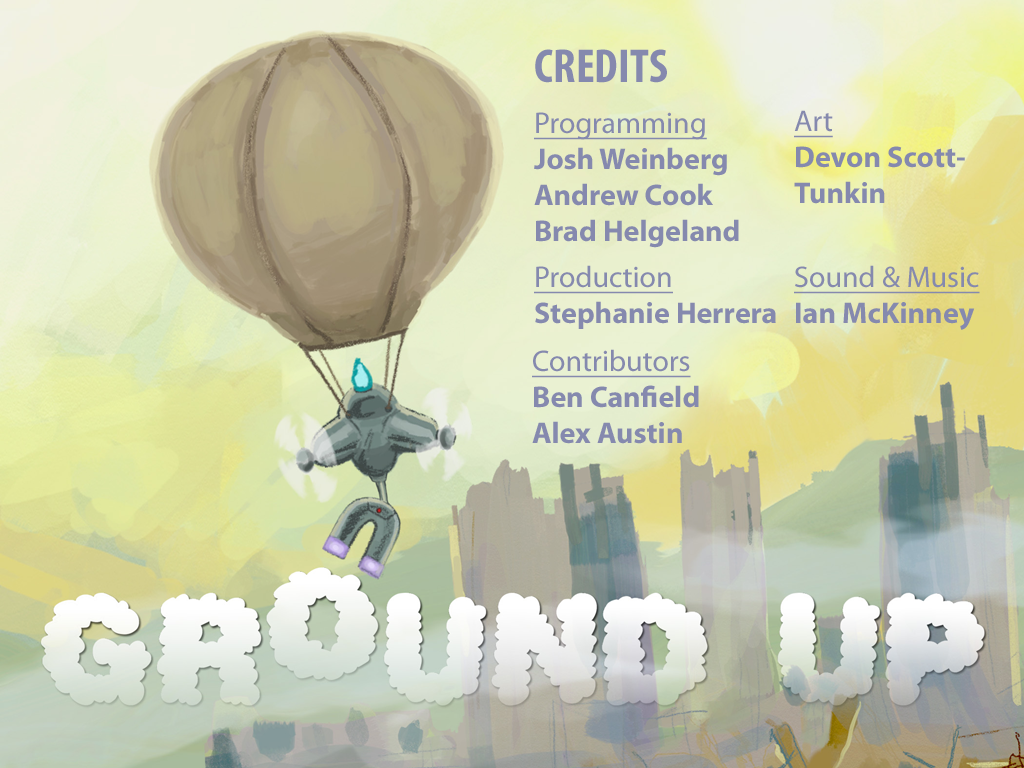 CREDITS
Programming
Josh Weinberg
Andrew Cook
Brad Helgeland
Art
Devon Scott-
Tunkin
Production
Stephanie Herrera
Sound & Music
Ian McKinney
Contributors
Ben Canfield
Alex Austin
GROUND UP